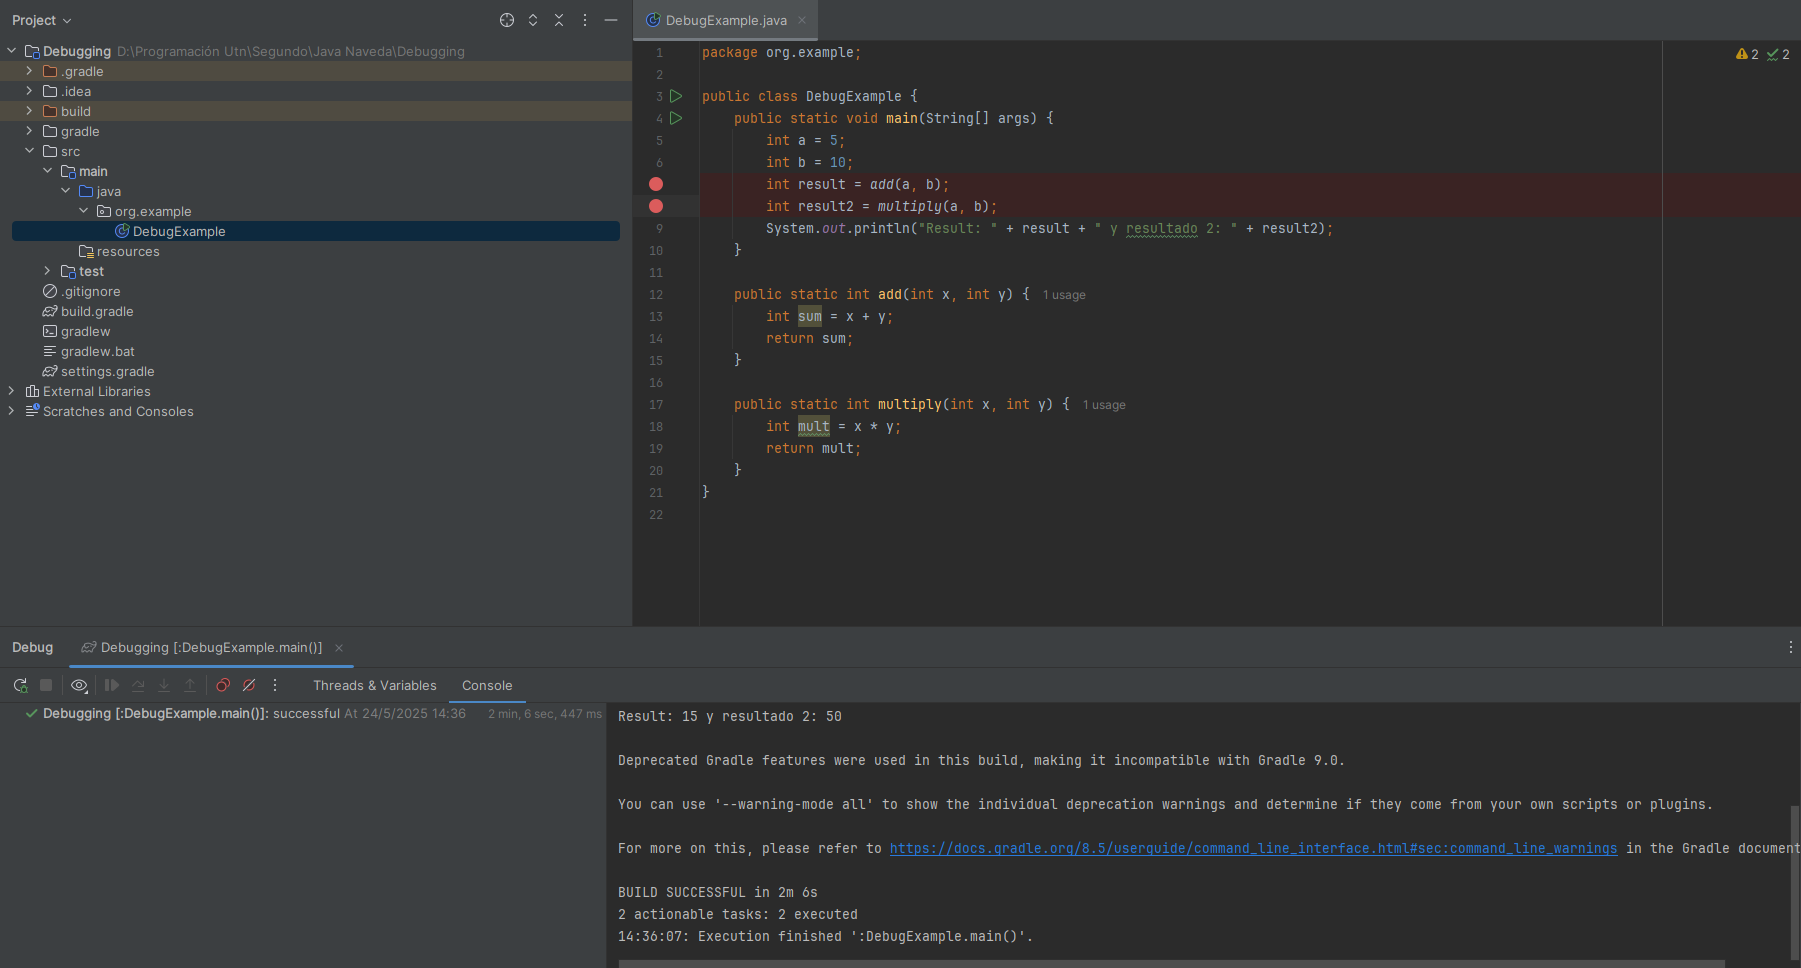 Project
Debugging D:\Programación Utn\Segundo\Java Naveda\Debugging
.gradle
.idea
build
gradle
src
main
java
org.example
DebugExample
resources
test
.gitignore
build.gradle
gradlew
gradlew.bat
settings.gradle
External Libraries
Scratches and Consoles
DebugExample.java
2 2
1 package org.example;
2
3 public class DebugExample {
4 public static void main(String[] args) {
5 int a = 5;
6 int b = 10;
int result = add(a, b);
int result2 = multiply(a, b);
9 System.out.println("Result: " + result + " y resultado 2: " + result2);
10 }
11
12 public static int add(int x, int y) { 1 usage
13 int sum = x + y;
14 return sum;
15 }
16
17 public static int multiply(int x, int y) { 1 usage
18 int mult = x * y;
19 return mult;
20 }
21 }
22
Debug Debugging [:DebugExample.main()]
Threads & Variables Console
Debugging [:DebugExample.main()]: successful At 24/5/2025 14:36 2 min, 6 sec, 447 ms
Result: 15 y resultado 2: 50
Deprecated Gradle features were used in this build, making it incompatible with Gradle 9.0.
You can use '--warning-mode all' to show the individual deprecation warnings and determine if they come from your own scripts or plugins.
For more on this, please refer to https://docs.gradle.org/8.5/userguide/command_line_interface.html#sec:command_line_warnings in the Gradle document
BUILD SUCCESSFUL in 2m 6s
2 actionable tasks: 2 executed
14:36:07: Execution finished ':DebugExample.main()'.